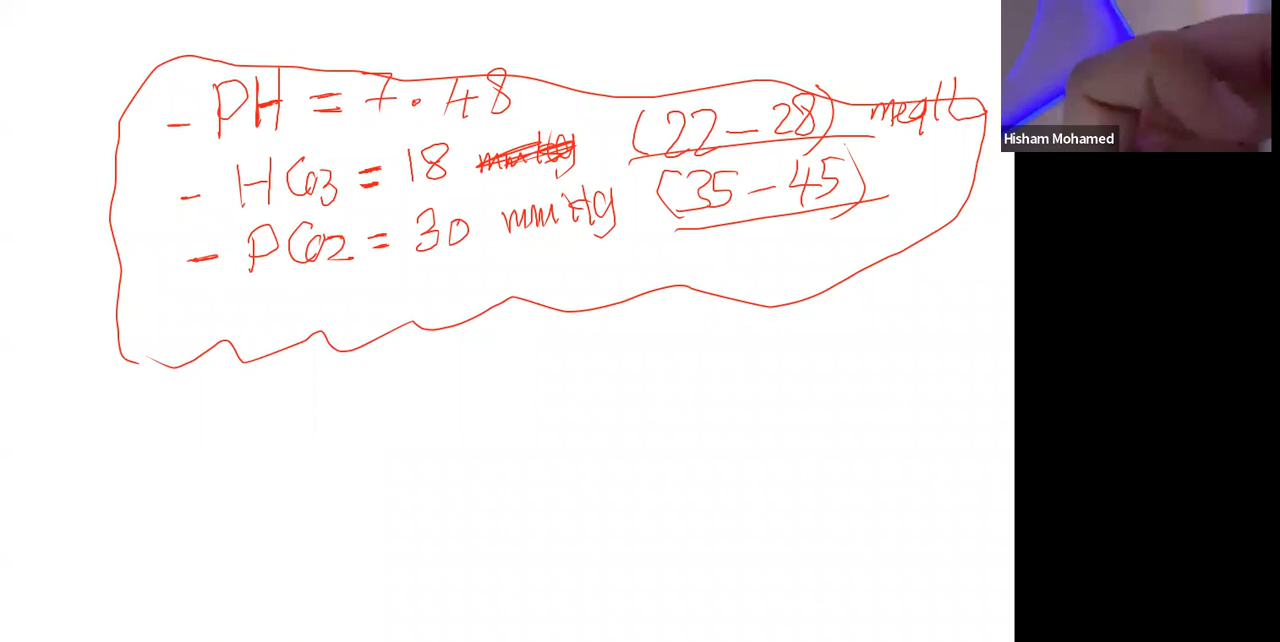 - PH = 7.48
- HCO3 = 18 (22 - 28) meq/L
- PCO2 = 30 mmHg (35 - 45)
Hisham Mohamed